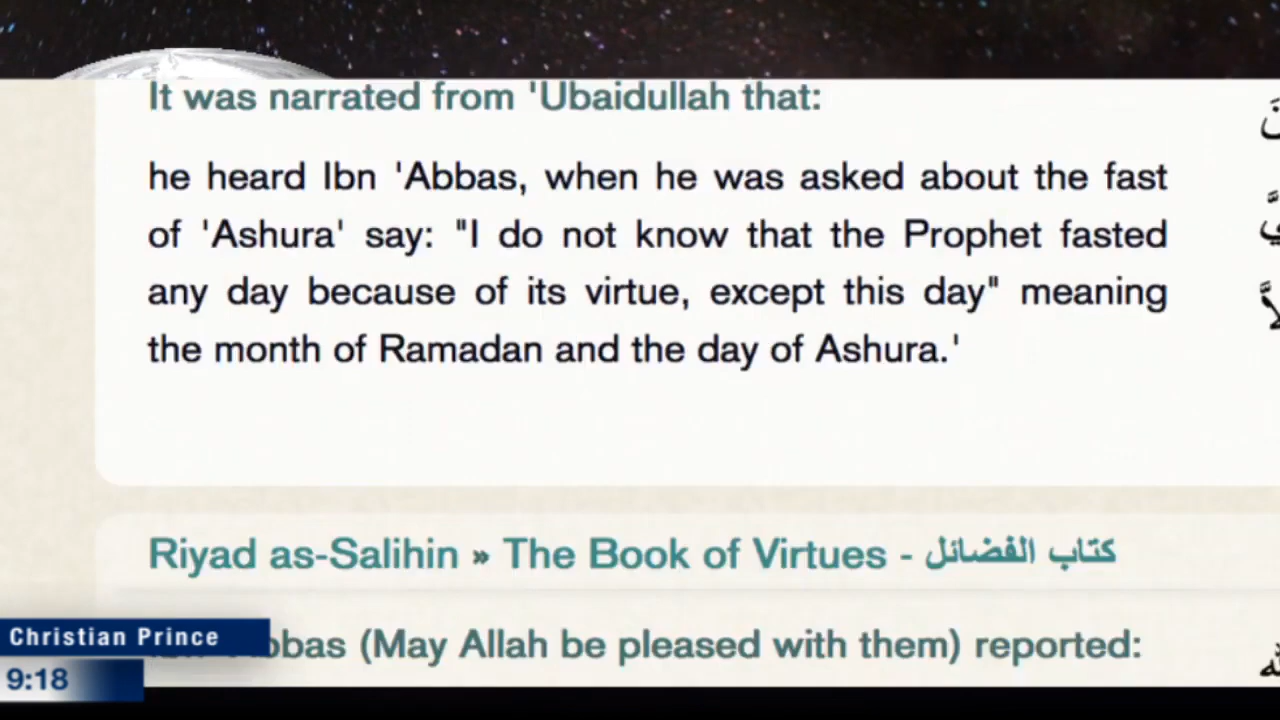 It was narrated from 'Ubaidullah that:
he heard Ibn 'Abbas, when he was asked about the fast
of 'Ashura' say: "I do not know that the Prophet fasted
any day because of its virtue, except this day" meaning
the month of Ramadan and the day of Ashura.'
Riyad as-Salihin » The Book of Virtues - كتاب الفضائل
(May Allah be pleased with them) reported:
Christian Prince
9:18